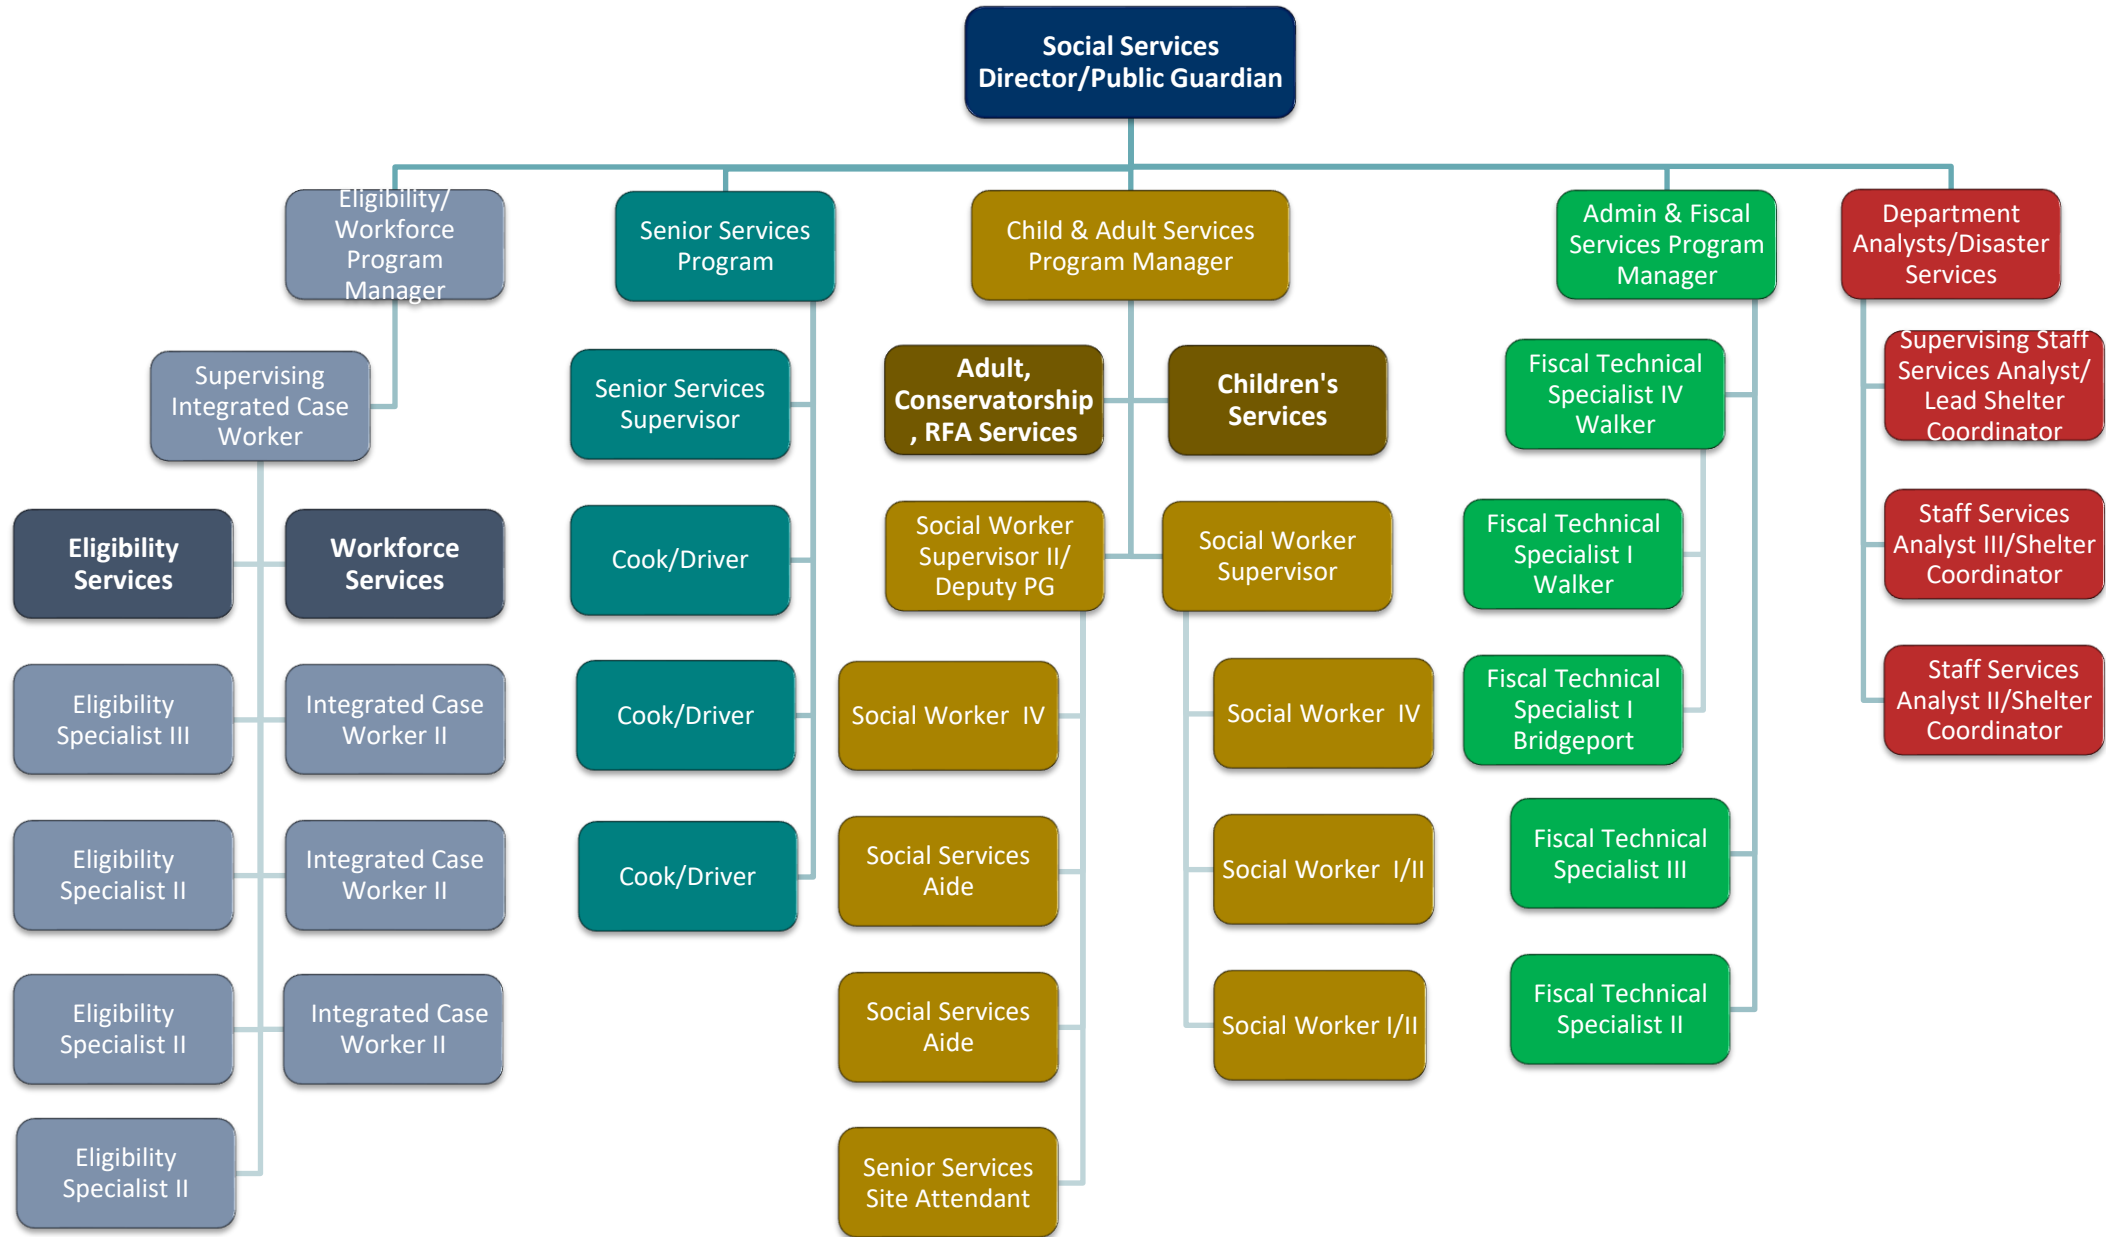 Social Services
Director/Public Guardian
Eligibility/
Workforce
Program
Manager
Senior Services
Program
Child & Adult Services
Program Manager
Admin & Fiscal
Services Program
Manager
Department
Analysts/Disaster
Services
Supervising
Integrated Case
Worker
Eligibility
Services
Workforce
Services
Eligibility
Specialist III
Integrated Case
Worker II
Eligibility
Specialist II
Integrated Case
Worker II
Eligibility
Specialist II
Integrated Case
Worker II
Eligibility
Specialist II
Senior Services
Supervisor
Cook/Driver
Cook/Driver
Cook/Driver
Adult,
Conservatorship
, RFA Services
Children's
Services
Social Worker
Supervisor II/
Deputy PG
Social Worker
Supervisor
Social Worker IV
Social Services
Aide
Social Services
Aide
Senior Services
Site Attendant
Social Worker IV
Social Worker I/II
Social Worker I/II
Fiscal Technical
Specialist IV
Walker
Fiscal Technical
Specialist I
Walker
Fiscal Technical
Specialist I
Bridgeport
Fiscal Technical
Specialist III
Fiscal Technical
Specialist II
Supervising Staff
Services Analyst/
Lead Shelter
Coordinator
Staff Services
Analyst III/Shelter
Coordinator
Staff Services
Analyst II/Shelter
Coordinator